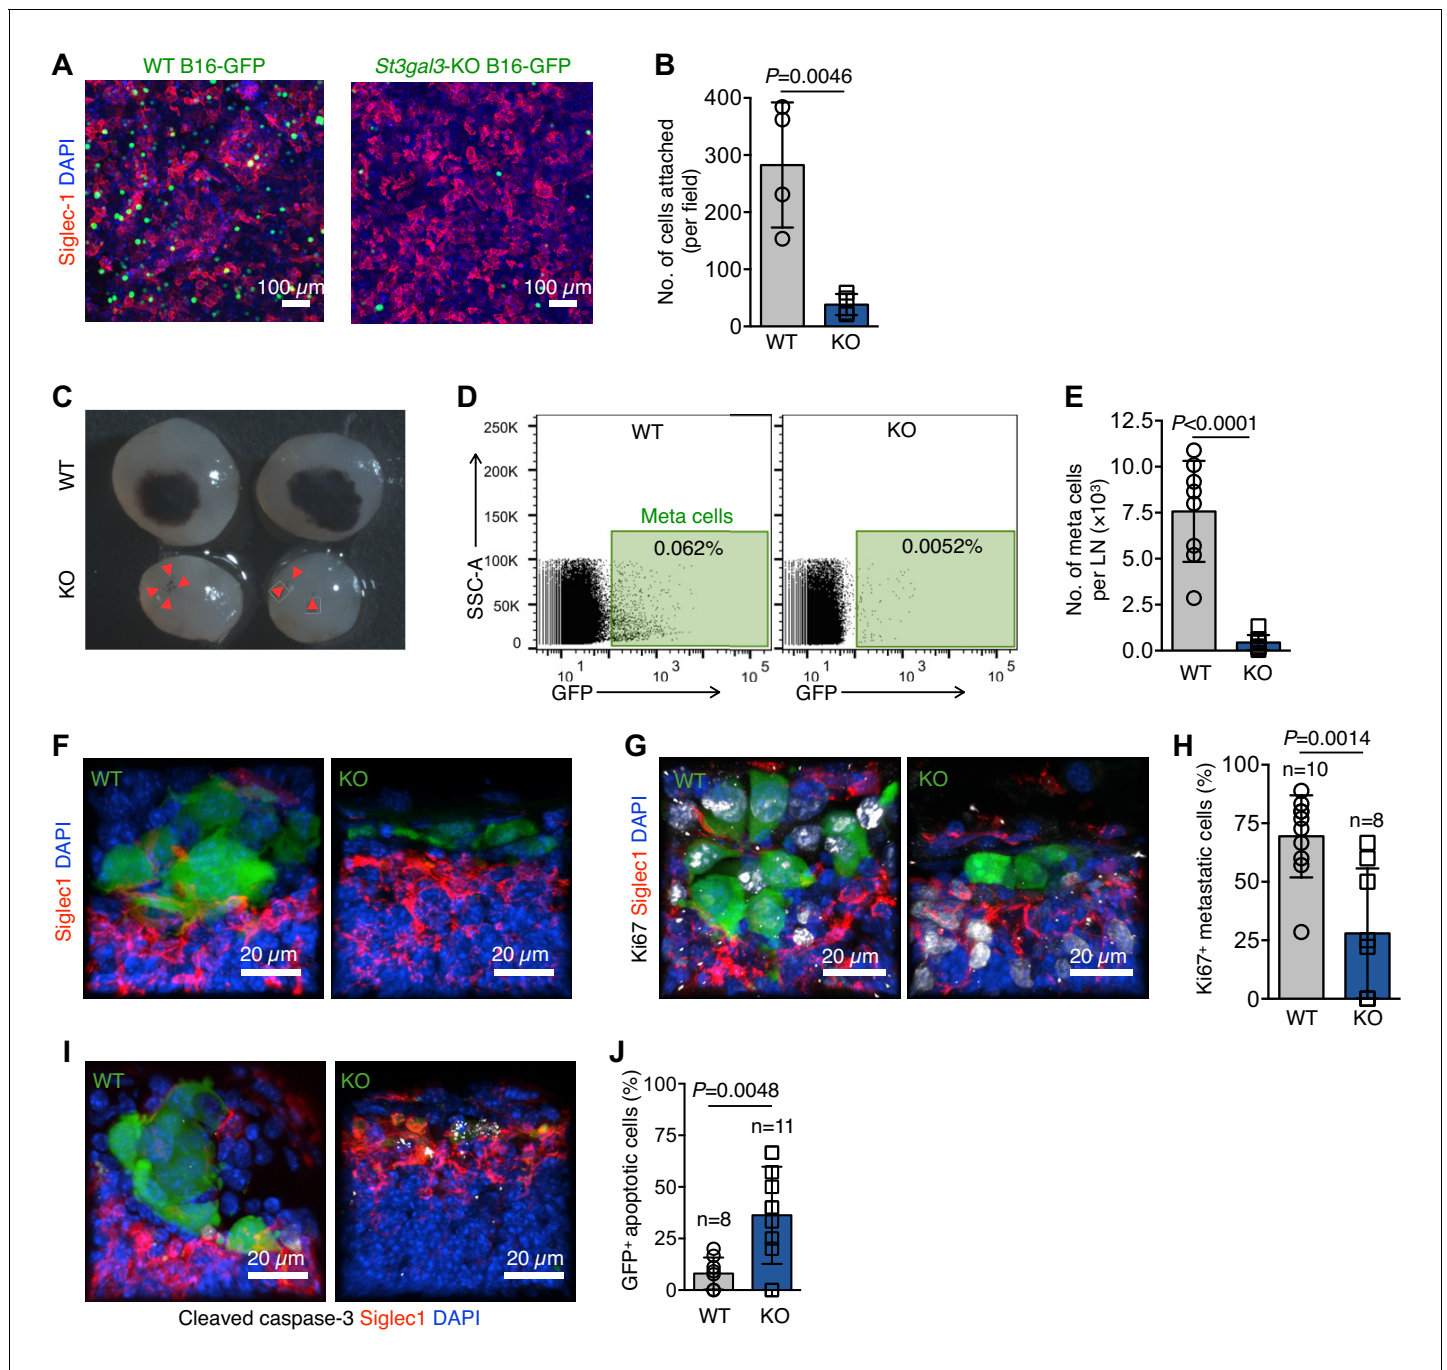 A
WT B16-GFP
St3gal3-KO B16-GFP
Siglec-1 DAPI
100 µm
100 µm
B
P=0.0046
No. of cells attached
(per field)
400
300
200
100
0
WT
KO
C
WT
KO
D
WT
KO
250K
200K
150K
100K
50K
0
SSC-A
Meta cells
0.062%
0.0052%
10 1
10 3
10 5
10 1
10 3
10 5
GFP
GFP
E
P<0.0001
No. of meta cells
per LN (×10³)
12.5
10.0
7.5
5.0
2.5
0.0
WT
KO
F
WT
KO
Siglec1 DAPI
20 µm
20 µm
G
WT
KO
Ki67 Siglec1 DAPI
20 µm
20 µm
H
P=0.0014
n=10
n=8
Ki67⁺ metastatic cells (%)
100
75
50
25
0
WT
KO
I
WT
KO
20 µm
20 µm
Cleaved caspase-3 Siglec1 DAPI
J
P=0.0048
n=11
n=8
GFP⁺ apoptotic cells (%)
100
75
50
25
0
WT
KO